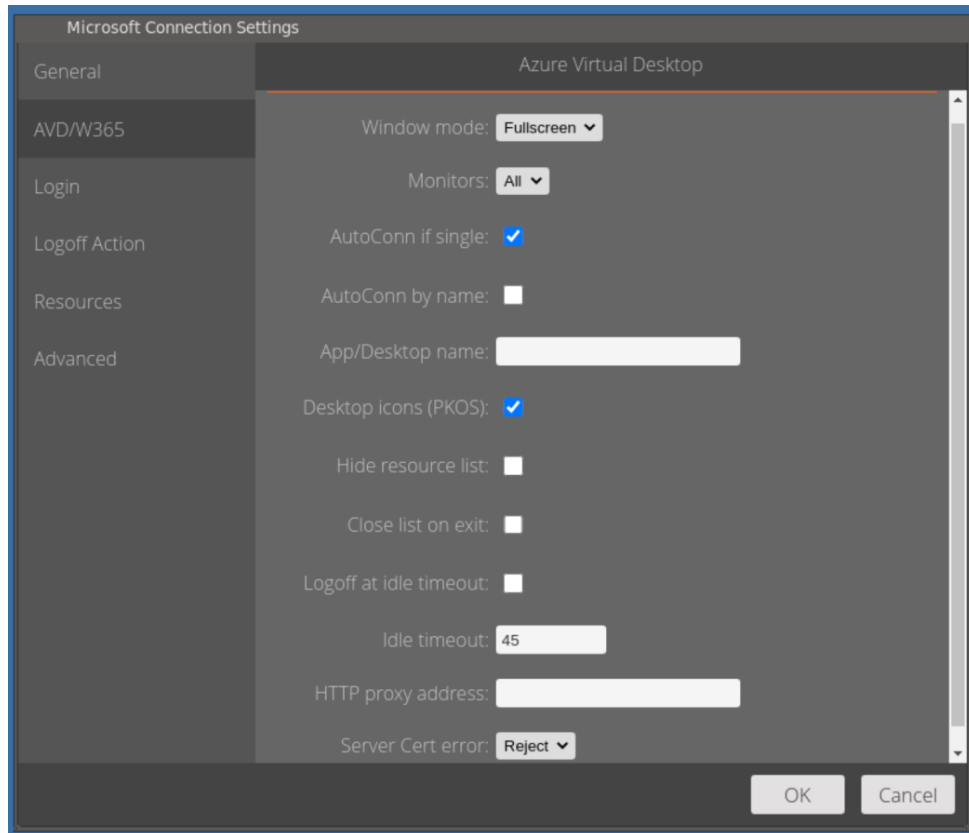 Microsoft Connection Settings
General
AVD/W365
Login
Logoff Action
Resources
Advanced
Azure Virtual Desktop
Window mode: Fullscreen
Monitors: All
AutoConn if single:
AutoConn by name:
App/Desktop name:
Desktop icons (PKOS):
Hide resource list:
Close list on exit:
Logoff at idle timeout:
Idle timeout: 45
HTTP proxy address:
Server Cert error: Reject
OK Cancel